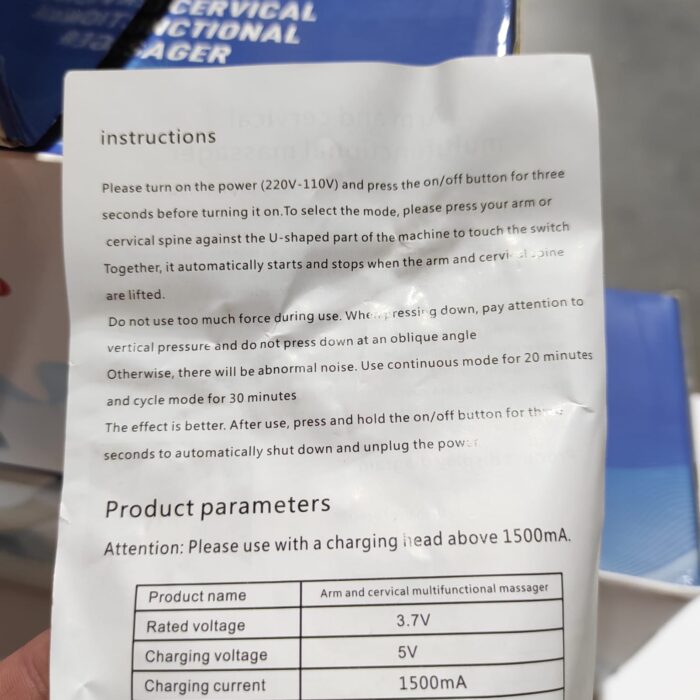 CERVICAL
CTIONAL
AGER
instructions
Please turn on the power (220V-110V) and press the on/off button for three
seconds before turning it on.To select the mode, please press your arm or
cervical spine against the U-shaped part of the machine to touch the switch
Together, it automatically starts and stops when the arm and cervical spine
are lifted.
Do not use too much force during use. When pressing down, pay attention to
vertical pressure and do not press down at an oblique angle
Otherwise, there will be abnormal noise. Use continuous mode for 20 minutes
and cycle mode for 30 minutes
The effect is better. After use, press and hold the on/off button for three
seconds to automatically shut down and unplug the power
Product parameters
Attention: Please use with a charging head above 1500mA.
Product name Arm and cervical multifunctional massager
Rated voltage 3.7V
Charging voltage 5V
Charging current 1500mA